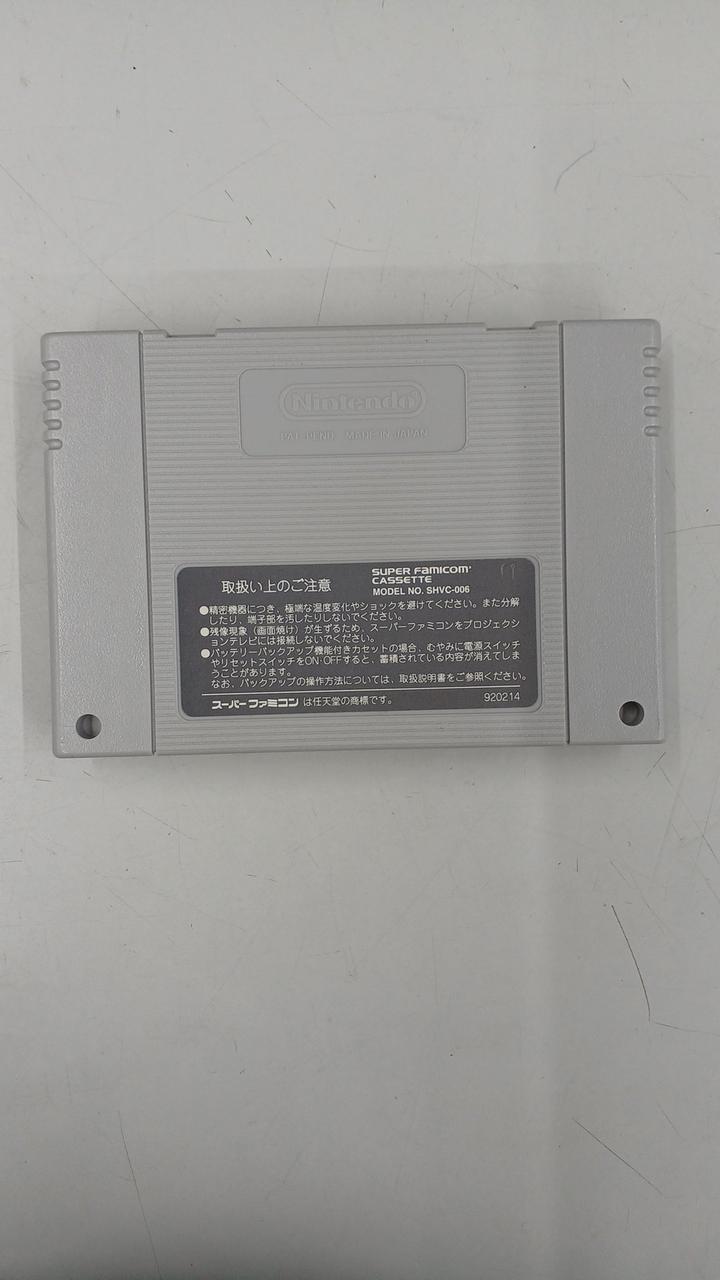 Nintendo
PAT. PEND. MADE IN JAPAN
取扱い上のご注意
SUPER FAMICOM
CASSETTE
MODEL NO. SHVC-006
●精密機器につき、極端な温度変化やショックを避けてください。また分解
したり、端子部を汚したりしないでください。
●残像現象（画面焼け）が生ずるため、スーパーファミコンをプロジェクシ
ョンテレビには接続しないでください。
●バッテリーバックアップ機能付きカセットの場合、むやみに電源スイッチ
やリセットスイッチをON・OFFすると、蓄積されている内容が消えてしま
うことがあります。
なお、バックアップの操作方法については、取扱説明書をご参照ください。
スーパーファミコンは任天堂の商標です。
920214